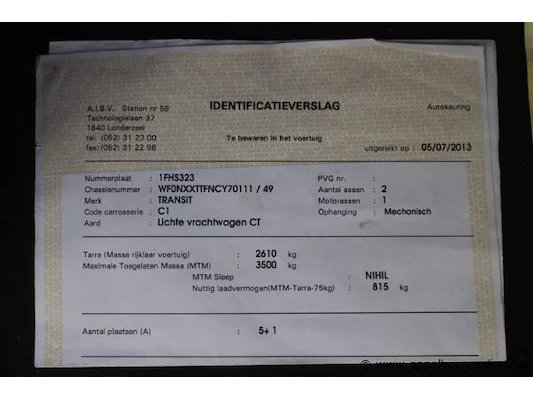 A.I.B.V. Station nr 58
Technologielaan 37
1840 Londerzeel
tel: (052) 31 23 00
fax: (052) 31 22 98
IDENTIFICATIEVERSLAG
Autokeuring
Te bewaren in het voertuig
uitgereikt op : 05/07/2013
Nummerplaat : 1FHS323
PVG nr. :
Chassisnummer : WF0NXXTTFNCY70111 / 49
Aantal assen : 2
Merk : TRANSIT
Motorassen : 1
Code carrosserie : C1
Ophenging : Mechanisch
Aard : Lichte vrachtwagen CT
Tarra (Massa rijklaar voertuig) : 2610 kg
Maximale Toegelaten Massa (MTM) : 3500 kg
MTM Sleep : NIHIL
Nuttig laadvermogen(MTM-Tarra-75kg) : 815 kg
Aantal plaatsen (A) : 5+ 1